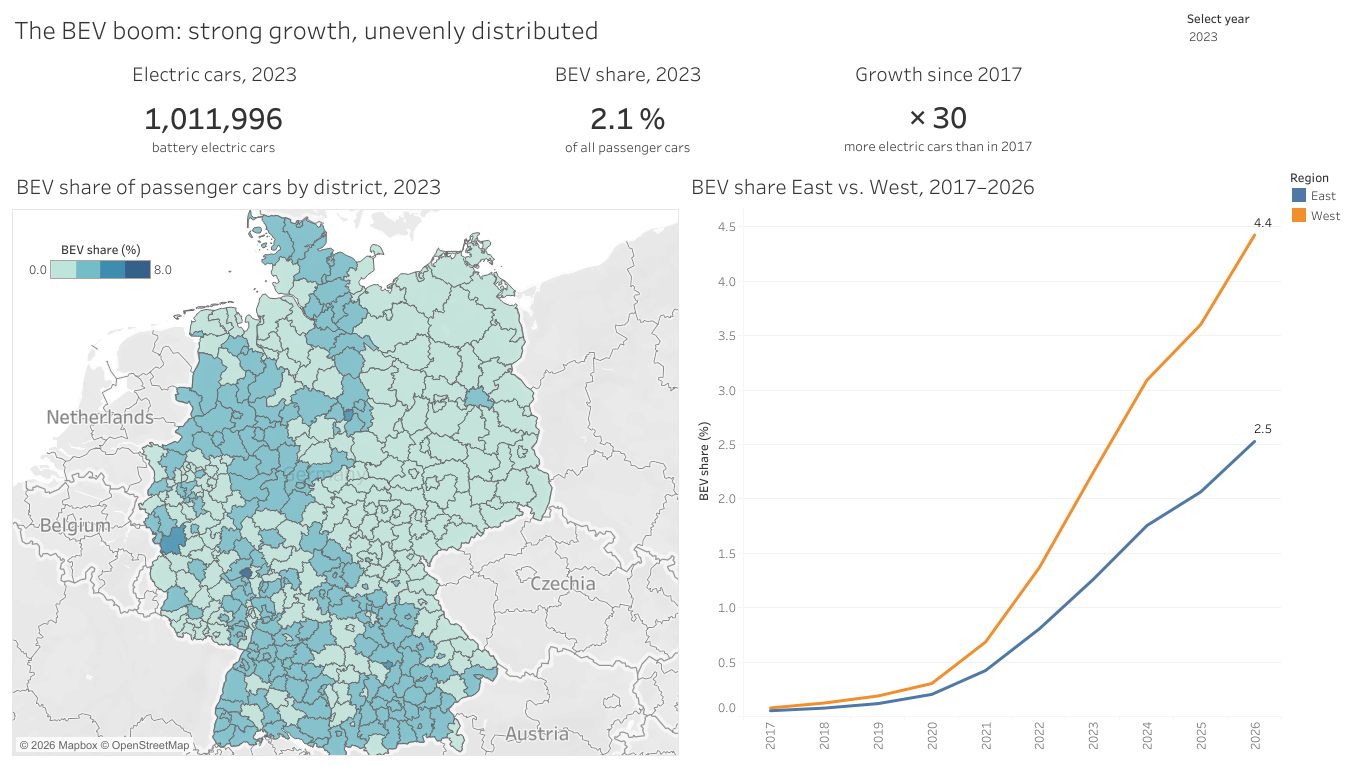 The BEV boom: strong growth, unevenly distributed
Select year
2023
Electric cars, 2023
1,011,996
battery electric cars
BEV share, 2023
2.1 %
of all passenger cars
Growth since 2017
× 30
more electric cars than in 2017
BEV share of passenger cars by district, 2023
BEV share (%)
0.0
8.0
Netherlands
Germany
Belgium
Czechia
Austria
© 2026 Mapbox © OpenStreetMap
BEV share East vs. West, 2017–2026
Region
East
West
BEV share (%)
4.5
4.0
3.5
3.0
2.5
2.0
1.5
1.0
0.5
0.0
4.4
2.5
2017
2018
2019
2020
2021
2022
2023
2024
2025
2026